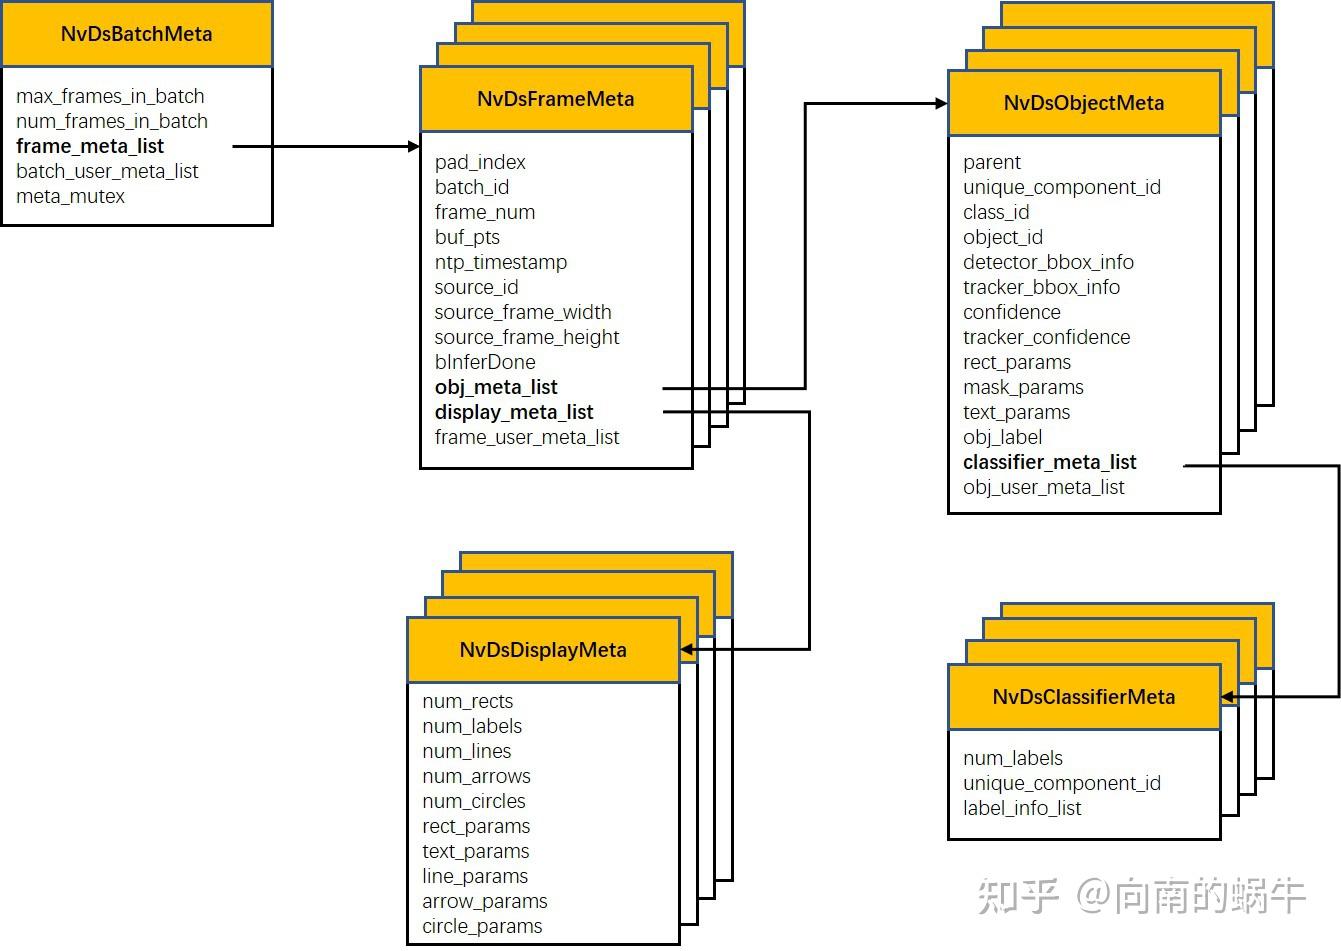 NvDsBatchMeta
max_frames_in_batch
num_frames_in_batch
frame_meta_list
batch_user_meta_list
meta_mutex
NvDsFrameMeta
pad_index
batch_id
frame_num
buf_pts
ntp_timestamp
source_id
source_frame_width
source_frame_height
bInferDone
obj_meta_list
display_meta_list
frame_user_meta_list
NvDsObjectMeta
parent
unique_component_id
class_id
object_id
detector_bbox_info
tracker_bbox_info
confidence
tracker_confidence
rect_params
mask_params
text_params
obj_label
classifier_meta_list
obj_user_meta_list
NvDsDisplayMeta
num_rects
num_labels
num_lines
num_arrows
num_circles
rect_params
text_params
line_params
arrow_params
circle_params
NvDsClassifierMeta
num_labels
unique_component_id
label_info_list
知乎 @向南的蜗牛